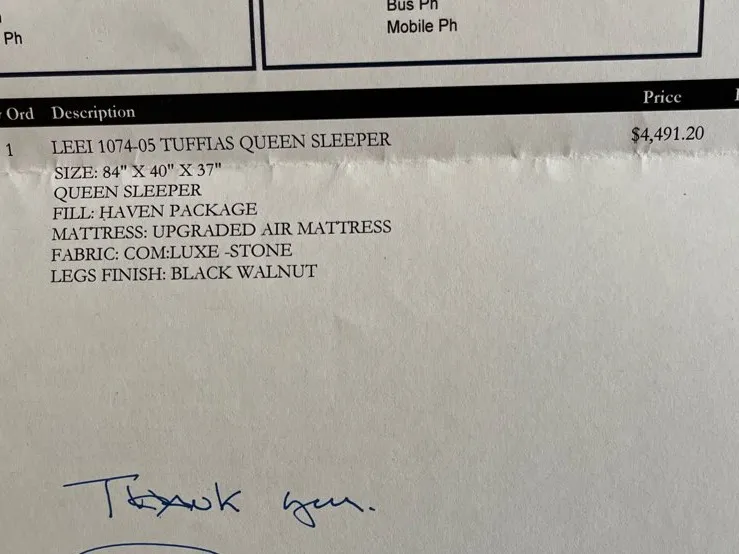 Bus Ph
Ph
Mobile Ph
Ord Description Price
1 LEEI 1074-05 TUFFIAS QUEEN SLEEPER $4,491.20
SIZE: 84" X 40" X 37"
QUEEN SLEEPER
FILL: HAVEN PACKAGE
MATTRESS: UPGRADED AIR MATTRESS
FABRIC: COM:LUXE -STONE
LEGS FINISH: BLACK WALNUT
Thank you.